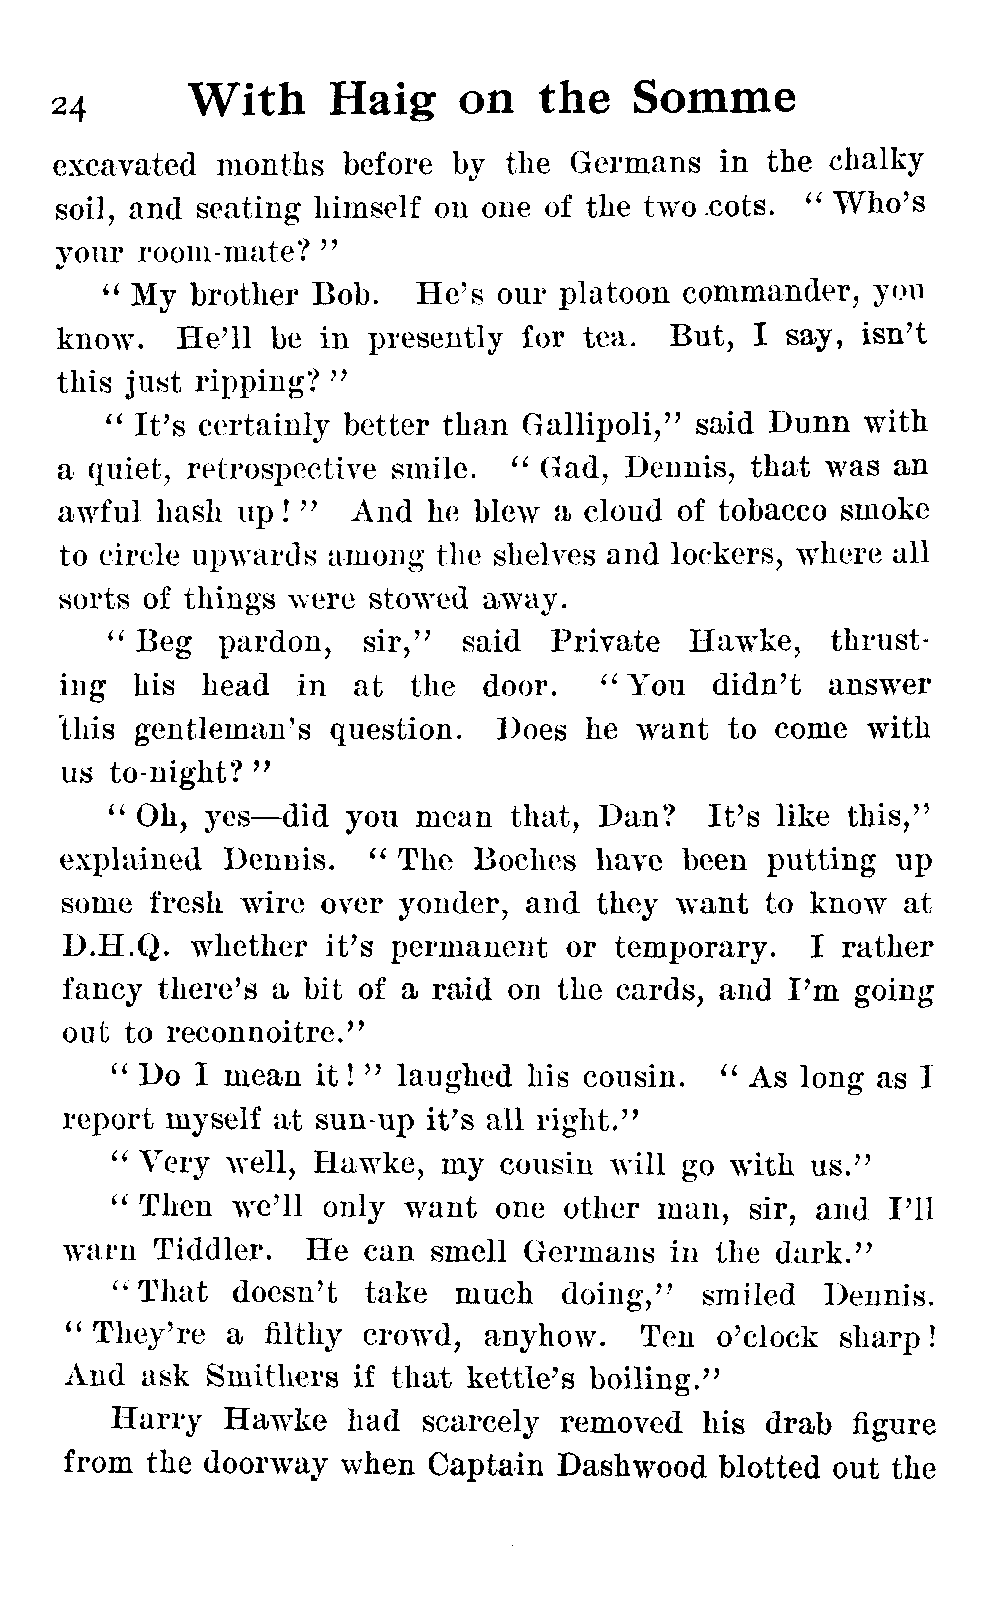 24 With Haig on the Somme
excavated months before by the Germans in the chalky
soil, and seating himself on one of the two cots. “ Who’s
your room-mate? ”
“ My brother Bob. He’s our platoon commander, you
know. He’ll be in presently for tea. But, I say, isn’t
this just ripping? ”
“ It’s certainly better than Gallipoli,” said Dunn with
a quiet, retrospective smile. “ Gad, Dennis, that was an
awful hash up! ” And he blew a cloud of tobacco smoke
to circle upwards among the shelves and lockers, where all
sorts of things were stowed away.
“ Beg pardon, sir,” said Private Hawke, thrust-
ing his head in at the door. “ You didn’t answer
this gentleman’s question. Does he want to come with
us to-night? ”
“ Oh, yes—did you mean that, Dan? It’s like this,”
explained Dennis. “ The Boches have been putting up
some fresh wire over yonder, and they want to know at
D.H.Q. whether it’s permanent or temporary. I rather
fancy there’s a bit of a raid on the cards, and I’m going
out to reconnoitre.”
“ Do I mean it! ” laughed his cousin. “ As long as I
report myself at sun-up it’s all right.”
“ Very well, Hawke, my cousin will go with us.”
“ Then we’ll only want one other man, sir, and I’ll
warn Tiddler. He can smell Germans in the dark.”
“ That doesn’t take much doing,” smiled Dennis.
“ They’re a filthy crowd, anyhow. Ten o’clock sharp!
And ask Smithers if that kettle’s boiling.”
Harry Hawke had scarcely removed his drab figure
from the doorway when Captain Dashwood blotted out the